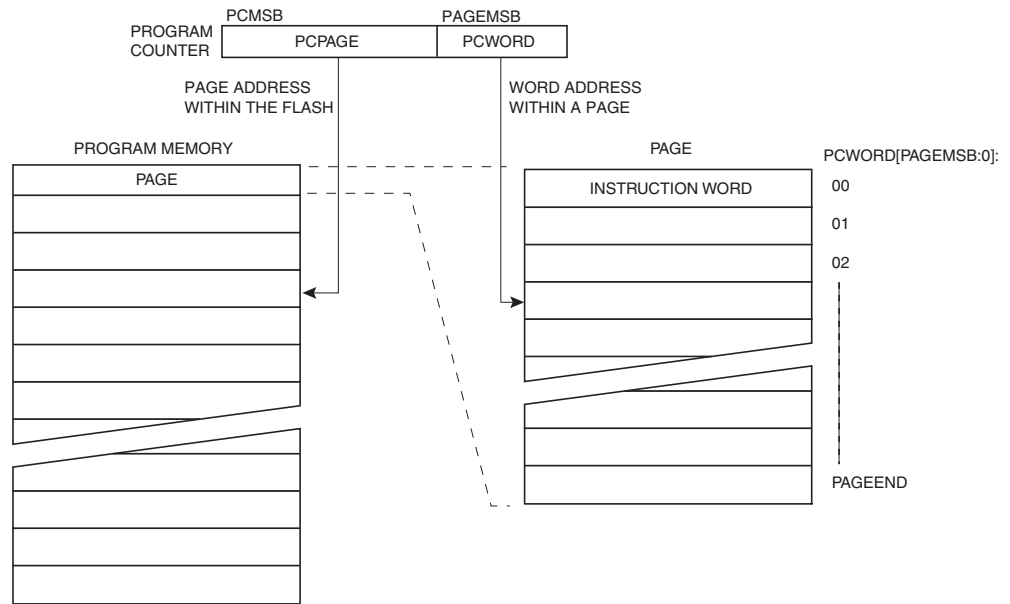 PCMSB
PAGEMSB
PROGRAM
COUNTER
PCPAGE
PCWORD
PAGE ADDRESS
WITHIN THE FLASH
WORD ADDRESS
WITHIN A PAGE
PROGRAM MEMORY
PAGE
PAGE
INSTRUCTION WORD
PCWORD[PAGEMSB:0]:
00
01
02
PAGEEND